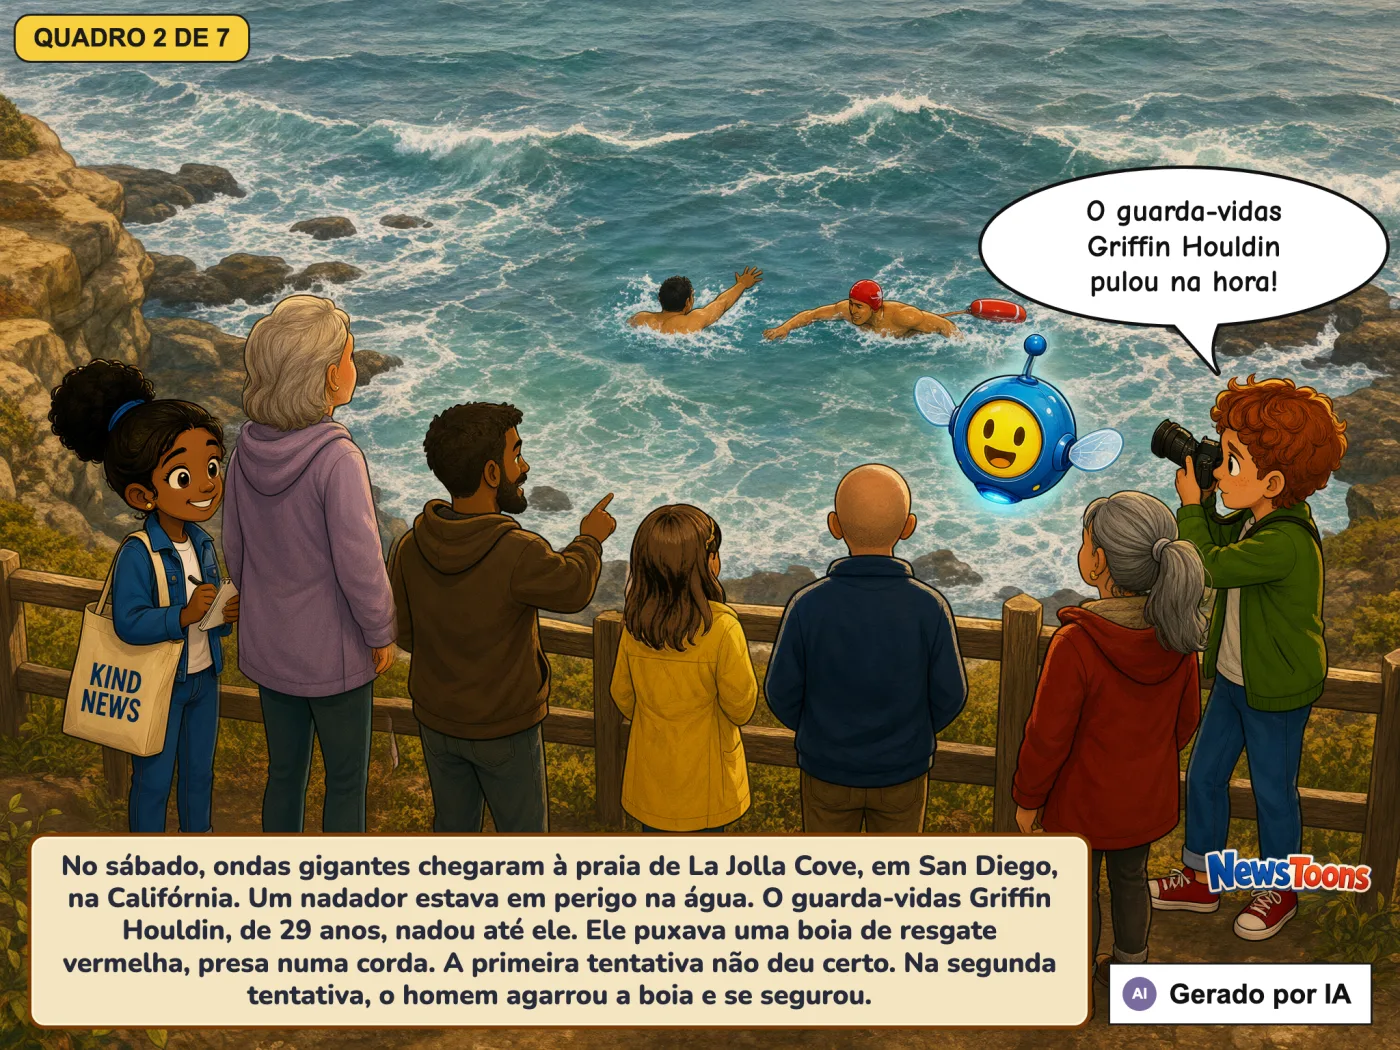 QUADRO 2 DE 7
O guarda-vidas
Griffin Houldin
pulou na hora!
KIND
NEWS
No sábado, ondas gigantes chegaram à praia de La Jolla Cove, em San Diego,
na Califórnia. Um nadador estava em perigo na água. O guarda-vidas Griffin
Houldin, de 29 anos, nadou até ele. Ele puxava uma boia de resgate
vermelha, presa numa corda. A primeira tentativa não deu certo. Na segunda
tentativa, o homem agarrou a boia e se segurou.
NewsToons
AI Gerado por IA